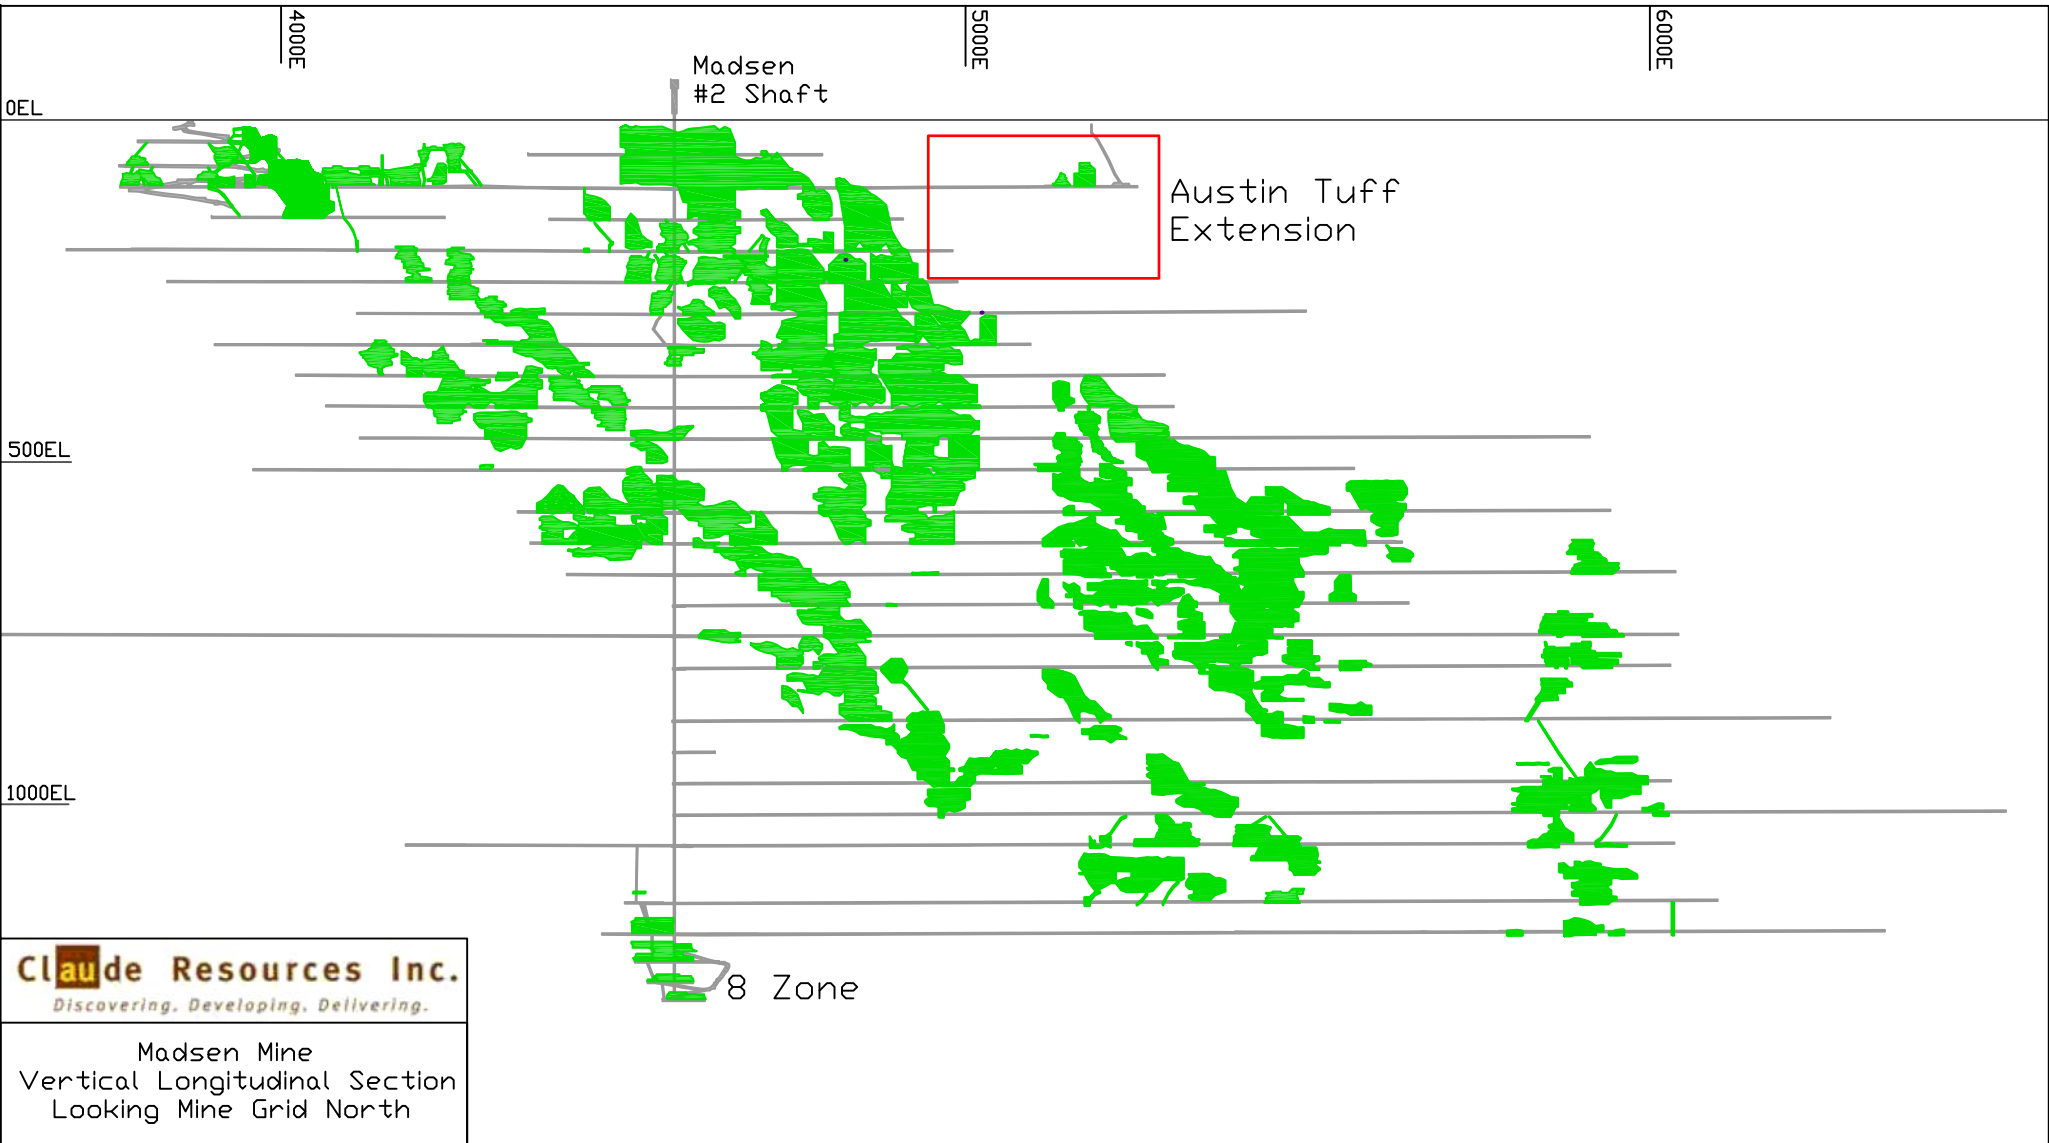 4000E
5000E
6000E
Madsen
#2 Shaft
0EL
Austin Tuff
Extension
500EL
1000EL
Claude Resources Inc.
Discovering, Developing, Delivering.
8 Zone
Madsen Mine
Vertical Longitudinal Section
Looking Mine Grid North